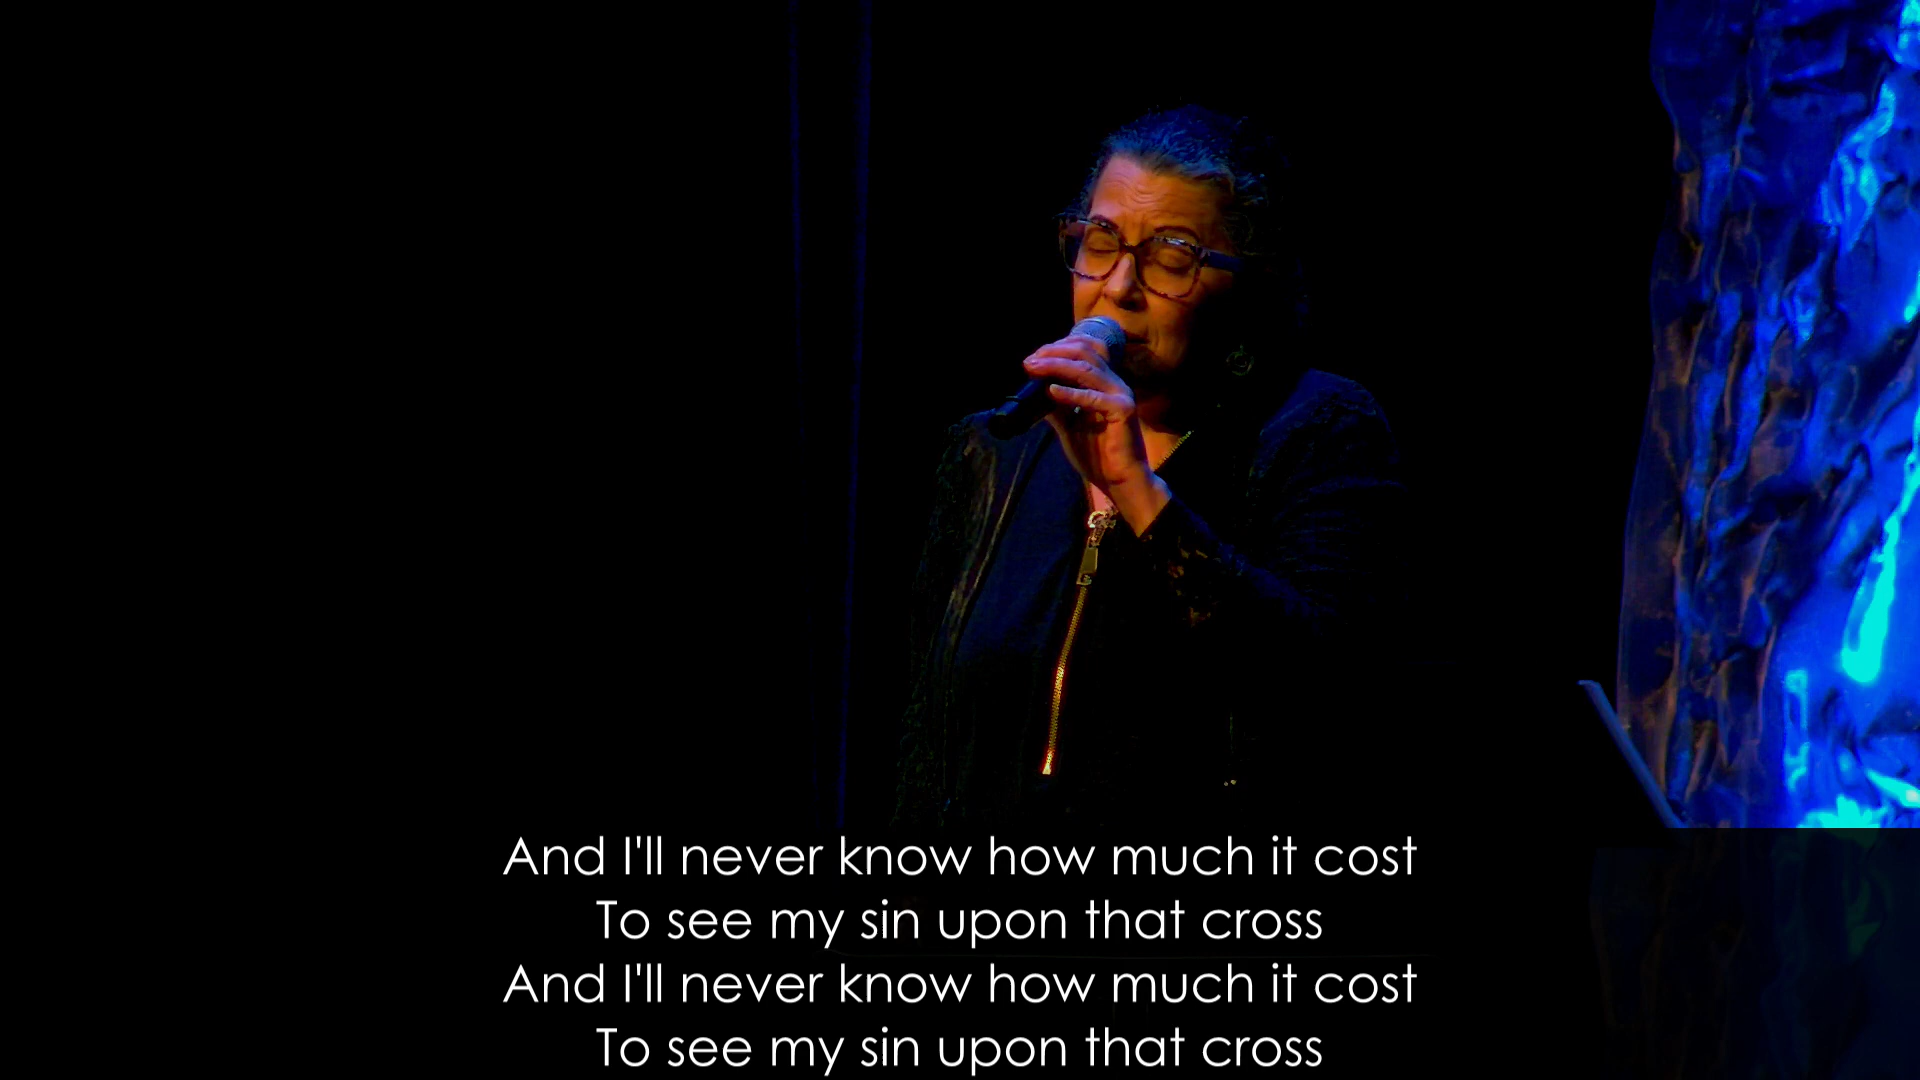 And I'll never know how much it cost
To see my sin upon that cross
And I'll never know how much it cost
To see my sin upon that cross